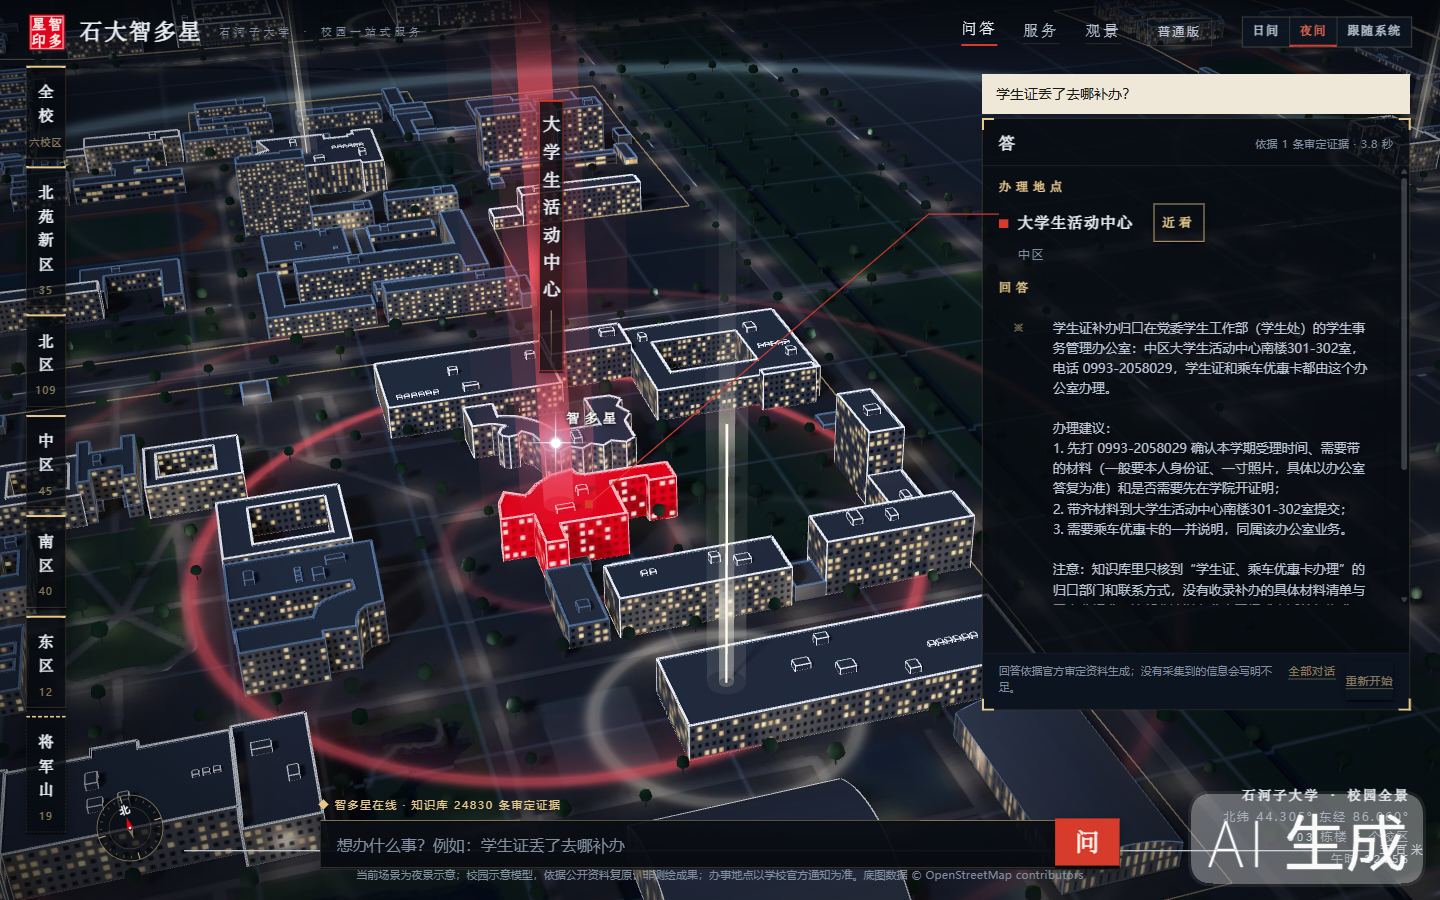 星智
印多
石大智多星
石河子大学 · 校园一站式服务
问答
服务
观景
普通版
日间
夜间
跟随系统
全校
六校区
北苑新区
35
北区
109
中区
45
南区
40
东区
12
将军山
19
大学生活动中心
智多星
学生证丢了去哪补办？
答
依据 1 条审定证据 · 3.8 秒
办理地点
大学生活动中心
近看
中区
回答
※
学生证补办归口在党委学生工作部（学生处）的学生事
务管理办公室：中区大学生活动中心南楼301-302室，
电话 0993-2058029，学生证和乘车优惠卡都由这个办
公室办理。
办理建议：
1. 先打 0993-2058029 确认本学期受理时间、需要带
的材料（一般要本人身份证、一寸照片，具体以办公室
答复为准）和是否需要先在学院开证明；
2. 带齐材料到大学生活动中心南楼301-302室提交；
3. 需要乘车优惠卡的一并说明，同属该办公室业务。
注意：知识库里只核到“学生证、乘车优惠卡办理”的
归口部门和联系方式，没有收录补办的具体材料清单与
回答依据官方审定资料生成；没有采集到的信息会写明不
足。
全部对话
重新开始
北
智多星在线 · 知识库 24830 条审定证据
想办什么事？例如：学生证丢了去哪补办
问
当前场景为夜景示意；校园示意模型，依据公开资料复原，非测绘成果；办事地点以学校官方通知为准。底图数据 © OpenStreetMap contributors
石河子大学 · 校园全景
AI 生成